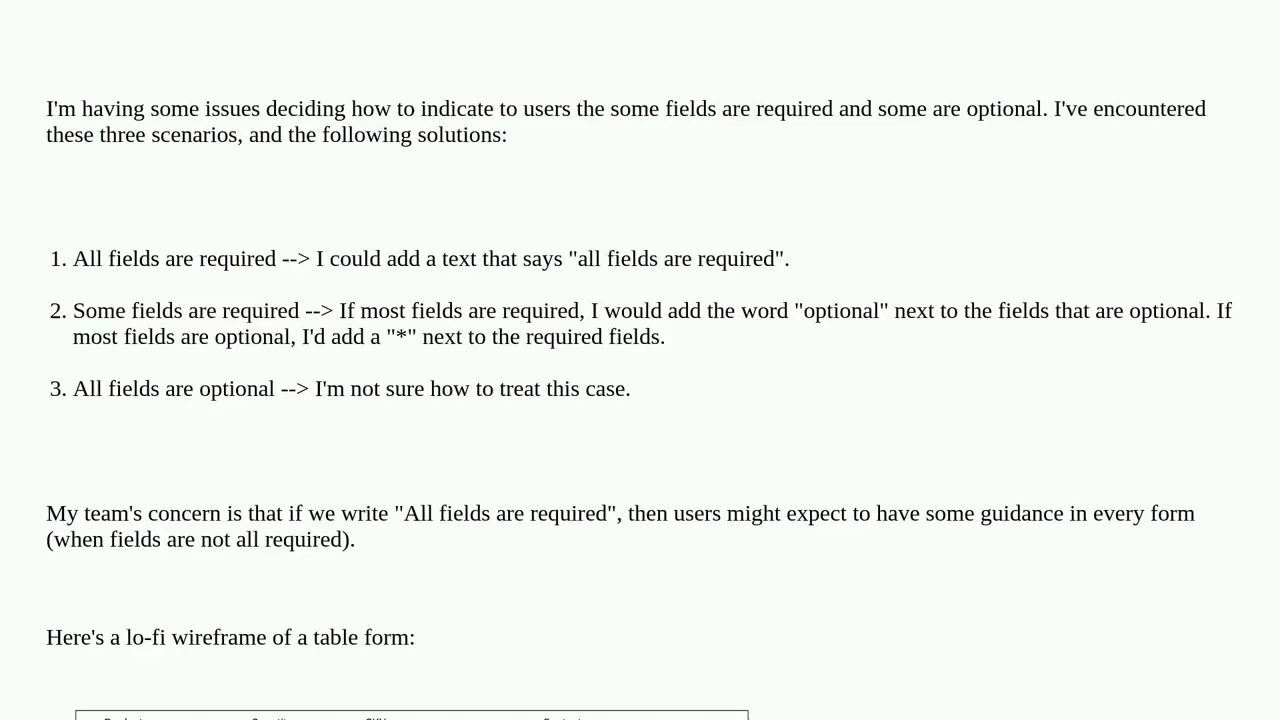 I'm having some issues deciding how to indicate to users the some fields are required and some are optional. I've encountered
these three scenarios, and the following solutions:
1. All fields are required --> I could add a text that says "all fields are required".
2. Some fields are required --> If most fields are required, I would add the word "optional" next to the fields that are optional. If
most fields are optional, I'd add a "*" next to the required fields.
3. All fields are optional --> I'm not sure how to treat this case.
My team's concern is that if we write "All fields are required", then users might expect to have some guidance in every form
(when fields are not all required).
Here's a lo-fi wireframe of a table form: